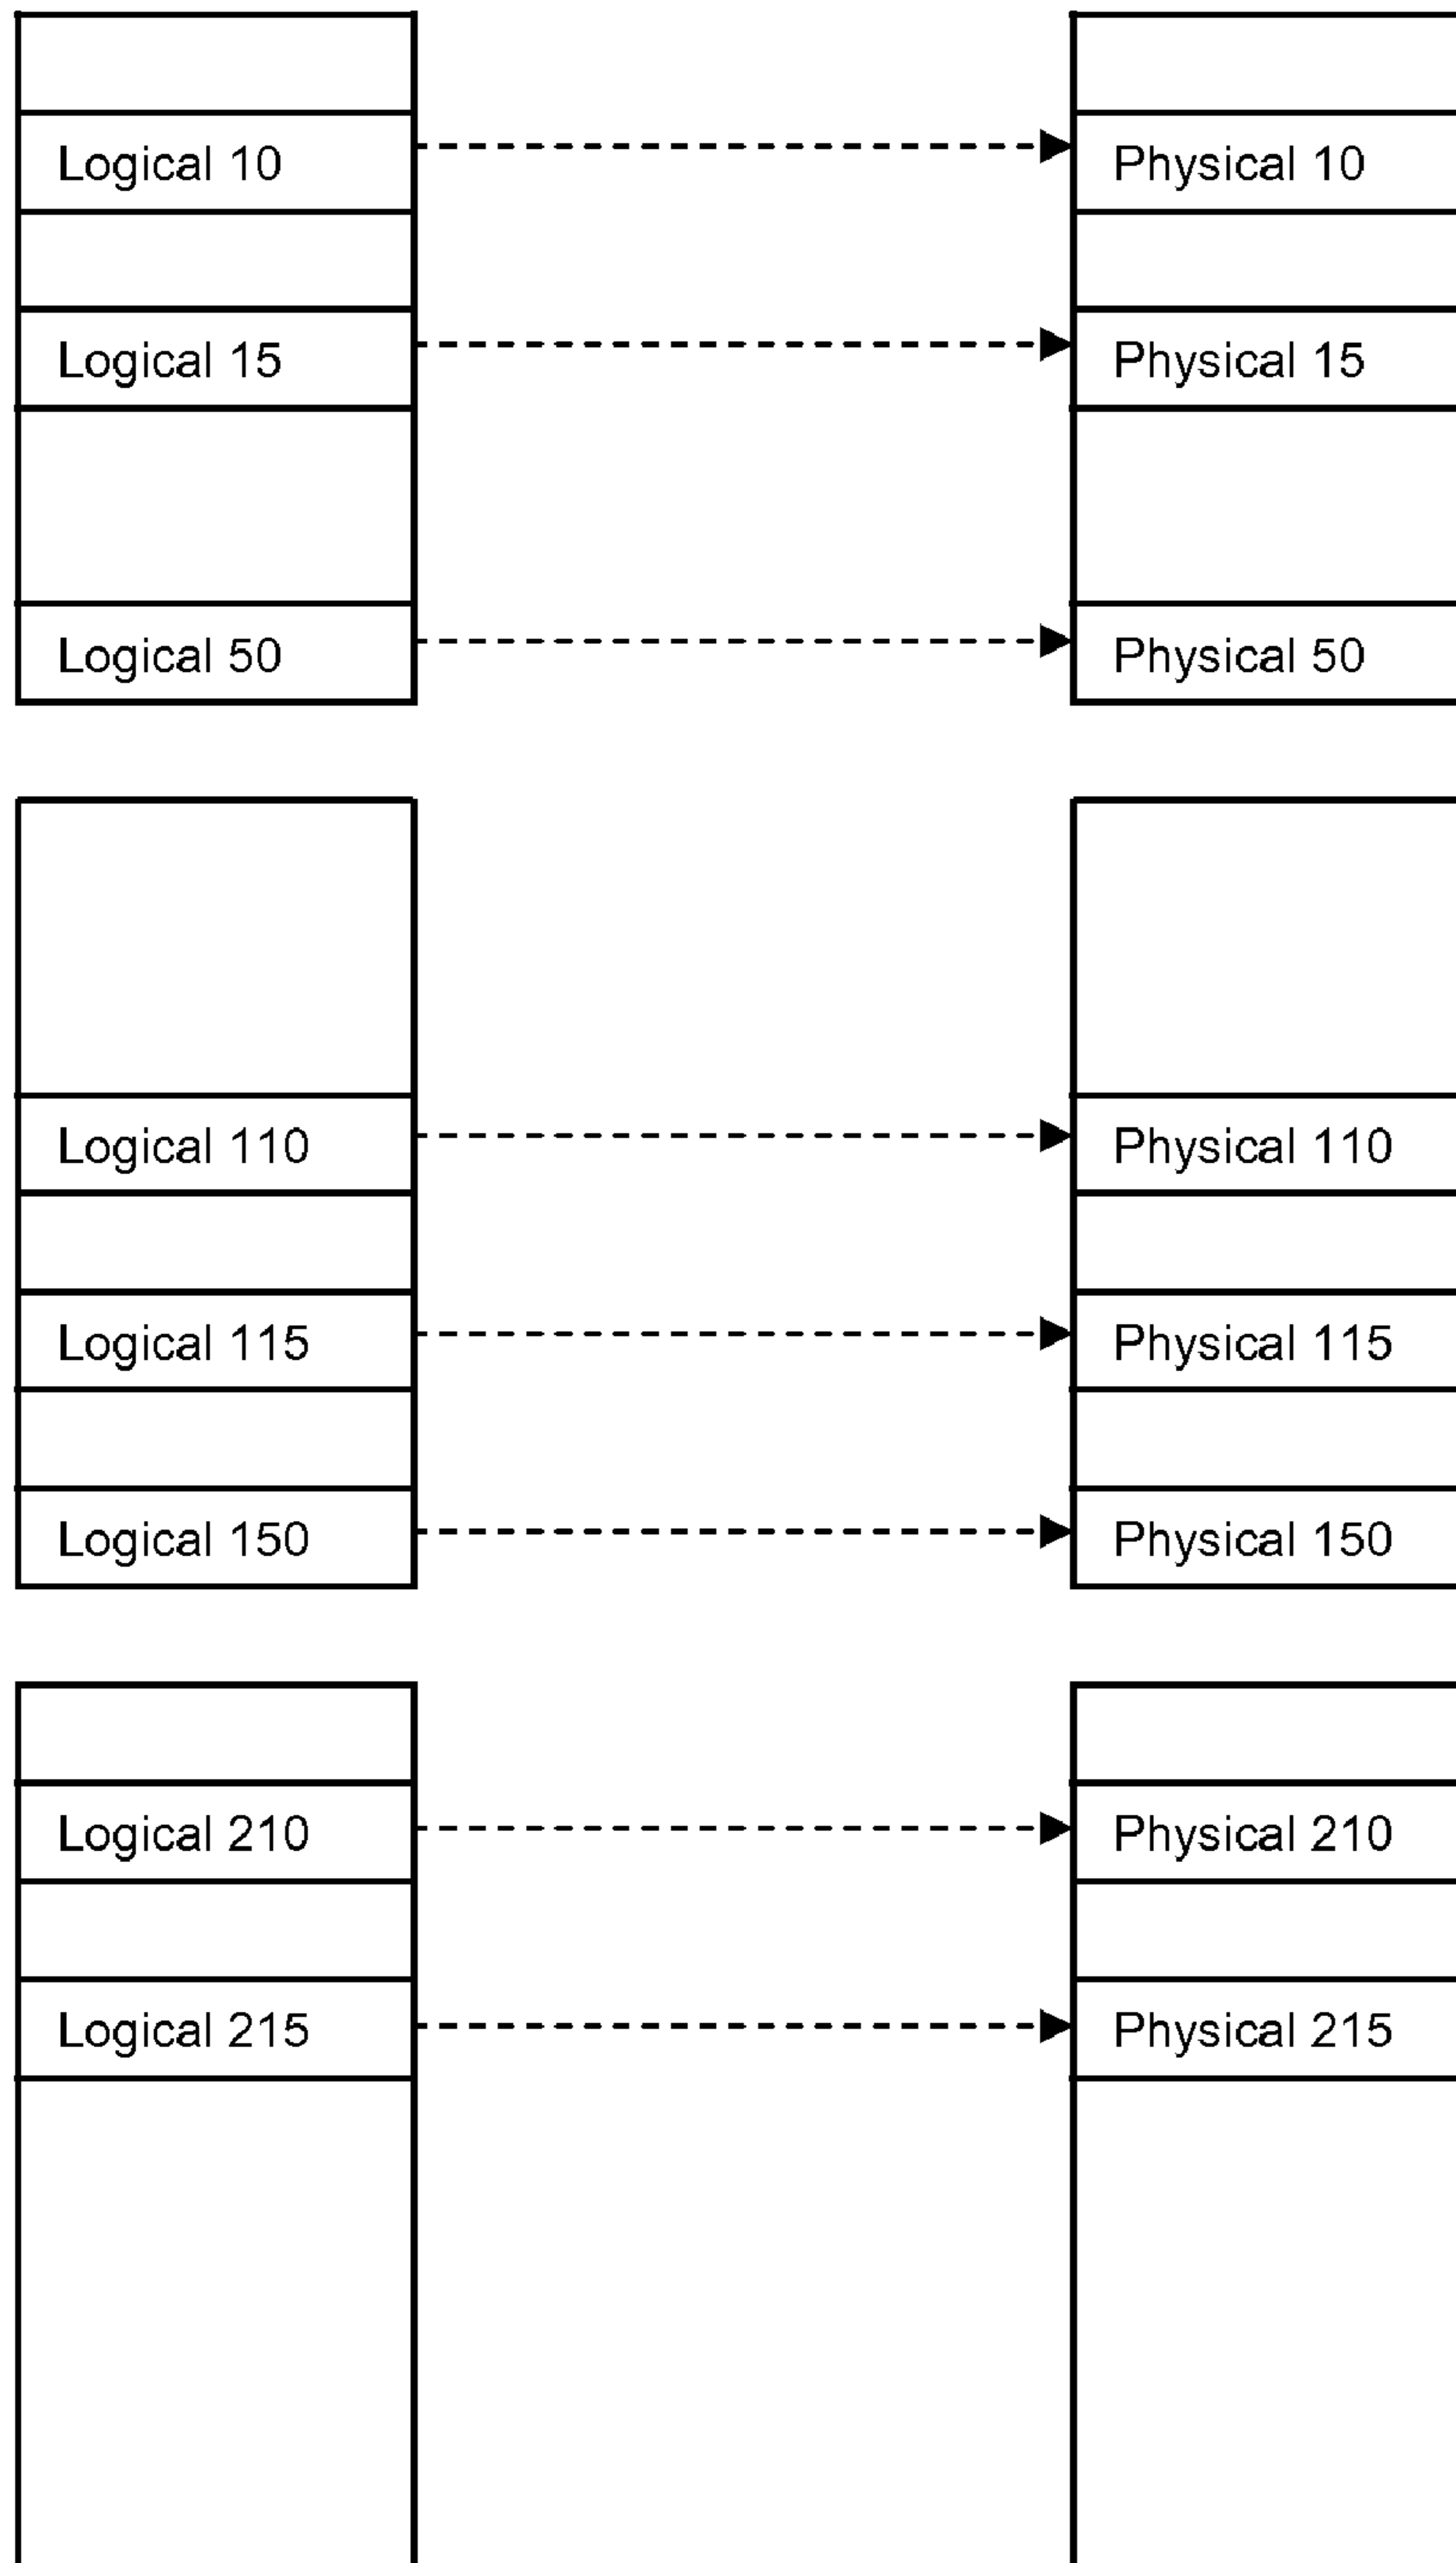 Logical 10 Physical 10
Logical 15 Physical 15
Logical 50 Physical 50
Logical 110 Physical 110
Logical 115 Physical 115
Logical 150 Physical 150
Logical 210 Physical 210
Logical 215 Physical 215